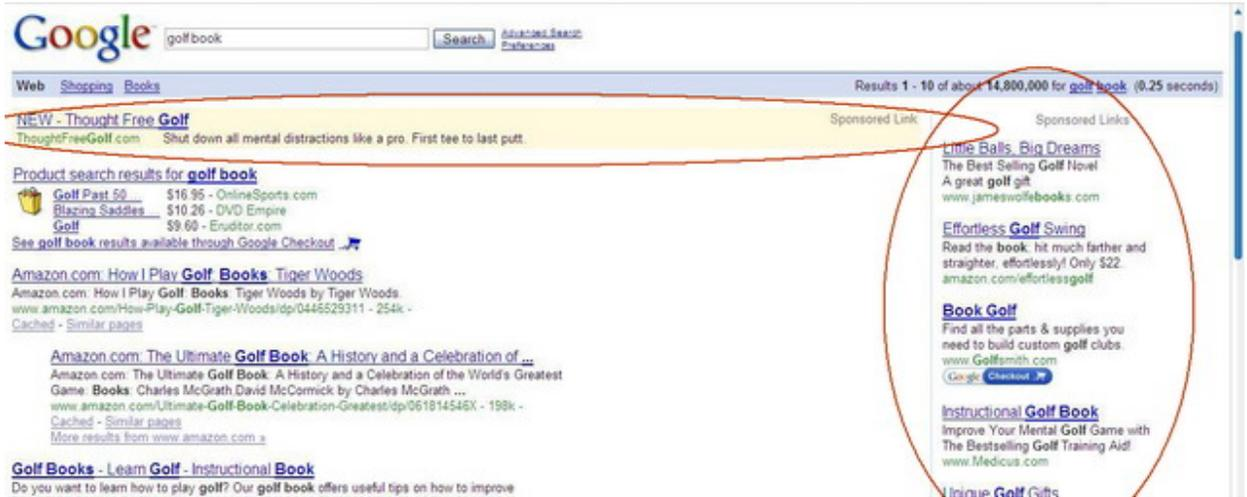 Google
golf book
Search
Advanced Search
Preferences
Web Shopping Books
Results 1 - 10 of about 14,800,000 for golf book. (0.25 seconds)
NEW - Thought Free Golf
Sponsored Link
ThoughtFreeGolf.com Shut down all mental distractions like a pro. First tee to last putt.
Product search results for golf book
Golf Past 50 ... $16.95 - OnlineSports.com
Blazing Saddles ... $10.26 - DVD Empire
Golf $9.60 - Eruditor.com
See golf book results available through Google Checkout
Amazon.com: How I Play Golf: Books: Tiger Woods
Amazon.com: How I Play Golf: Books: Tiger Woods by Tiger Woods.
www.amazon.com/How-Play-Golf-Tiger-Woods/dp/0446529311 - 254k -
Cached - Similar pages
Amazon.com: The Ultimate Golf Book: A History and a Celebration of ...
Amazon.com: The Ultimate Golf Book: A History and a Celebration of the World's Greatest
Game: Books: Charles McGrath,David McCormick by Charles McGrath ...
www.amazon.com/Ultimate-Golf-Book-Celebration-Greatest/dp/061814546X - 198k -
Cached - Similar pages
More results from www.amazon.com »
Golf Books - Learn Golf - Instructional Book
Do you want to learn how to play golf? Our golf book offers useful tips on how to improve
Sponsored Links
Little Balls, Big Dreams
The Best Selling Golf Novel
A great golf gift
www.jameswolfebooks.com
Effortless Golf Swing
Read the book: hit much farther and
straighter, effortlessly! Only $22.
amazon.com/effortlessgolf
Book Golf
Find all the parts & supplies you
need to build custom golf clubs.
www.Golfsmith.com
Google Checkout
Instructional Golf Book
Improve Your Mental Golf Game with
The Bestselling Golf Training Aid!
www.Medicus.com
Unique Golf Gifts